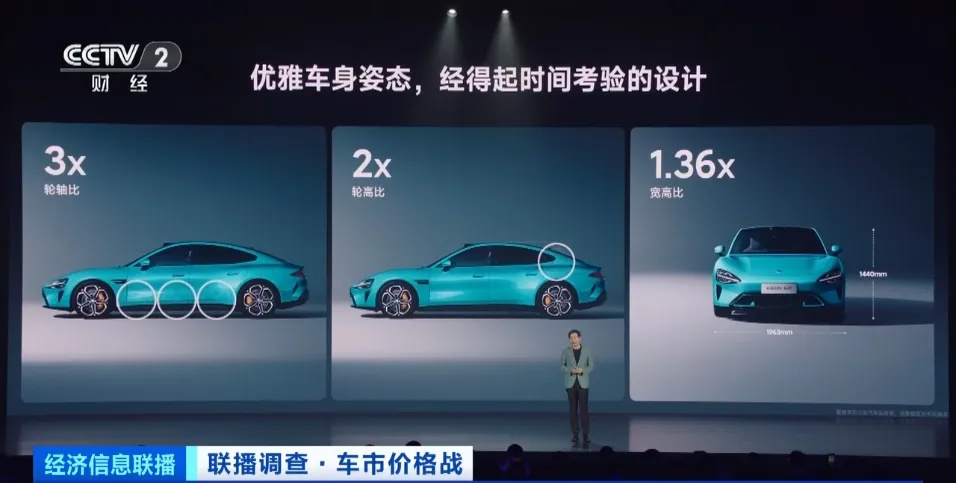 CCTV 2
财经
优雅车身姿态,经得起时间考验的设计
3x
轮轴比
2x
轮高比
1.36x
宽高比
1440mm
1963mm
经济信息联播
联播调查·车市价格战